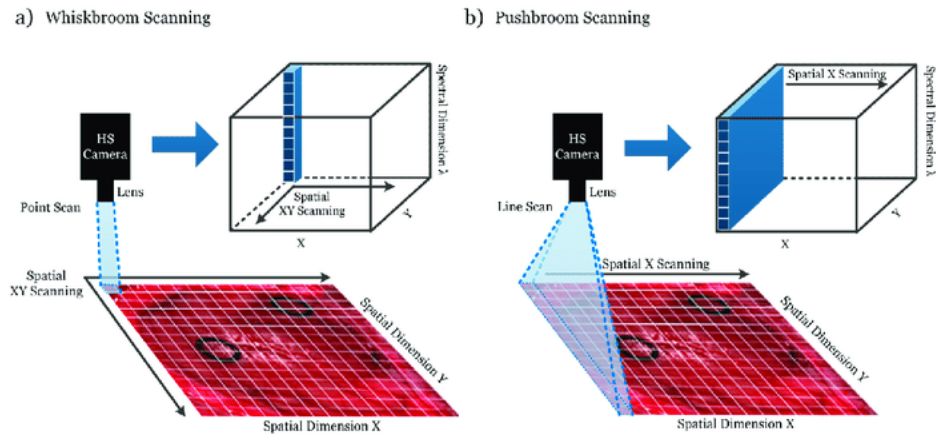 a) Whiskbroom Scanning
HS
Camera
Lens
Point Scan
Spatial
XY Scanning
Spatial
XY Scanning
X
Y
Spectral Dimension λ
Spatial Dimension Y
Spatial Dimension X
b) Pushbroom Scanning
HS
Camera
Lens
Line Scan
Spatial X Scanning
X
Y
Spectral Dimension λ
Spatial X Scanning
Spatial Dimension Y
Spatial Dimension X